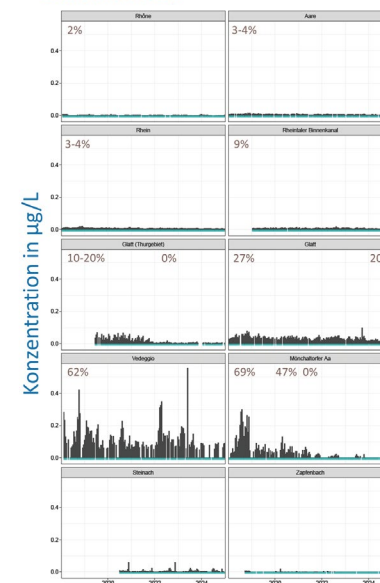 Konzentration in µg/L
Rhône Aare
2% 3-4%
0.4
0.2
0.0
Rhein Rheintaler Binnenkanal
3-4% 9%
0.4
0.2
0.0
Glatt (Thurgebiet) Glatt
10-20% 0% 27% 20
0.4
0.2
0.0
Vedeggio Mönchaltorfer Aa
62% 69% 47% 0%
0.4
0.2
0.0
Steinach Zapfenbach
0.4
0.2
0.0